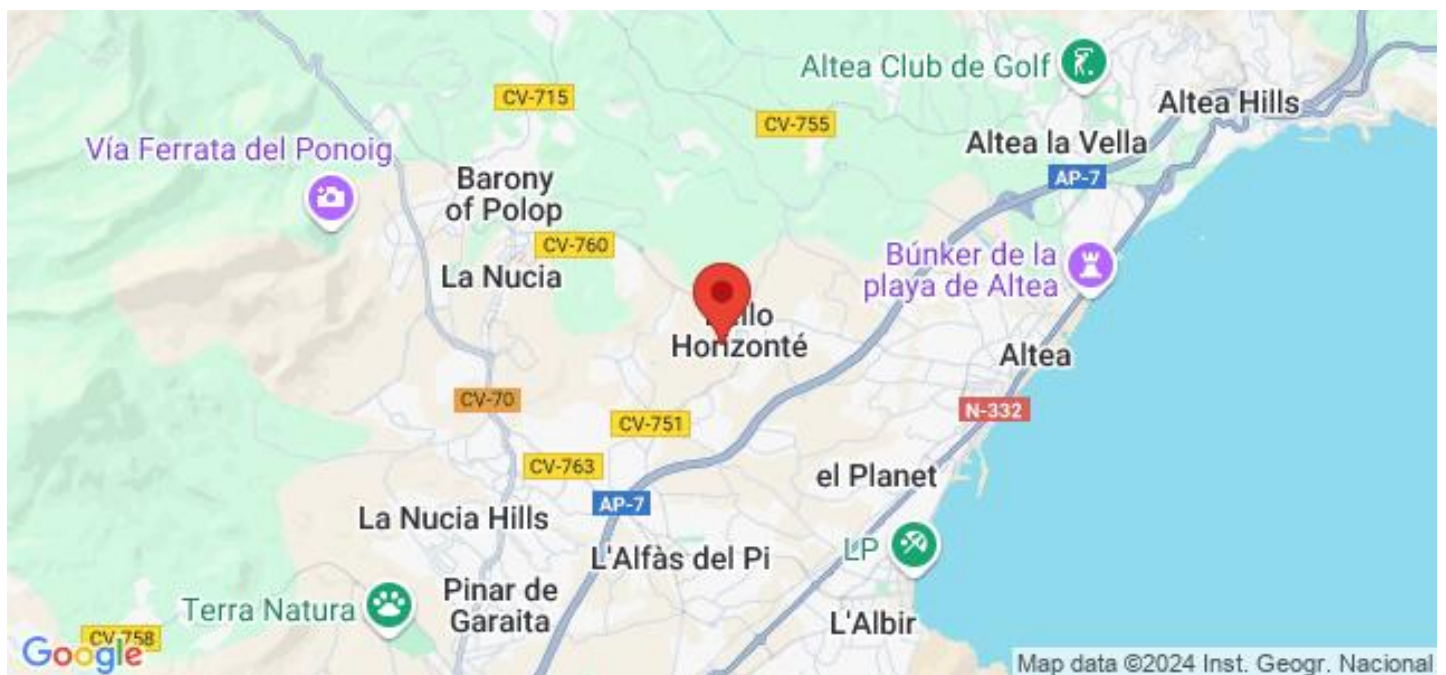 Altea Club de Golf
CV-715
Altea Hills
CV-755
Altea la Vella
Vía Ferrata del Ponoig
AP-7
Barony
of Polop
CV-760
Búnker de la
playa de Altea
La Nucia
Horizonté
Altea
CV-70
N-332
CV-751
CV-763
el Planet
AP-7
La Nucia Hills
L'Alfàs del Pi
LP
Pinar de
Garaita
Terra Natura
L'Albir
CV-758
Google
Map data ©2024 Inst. Geogr. Nacional